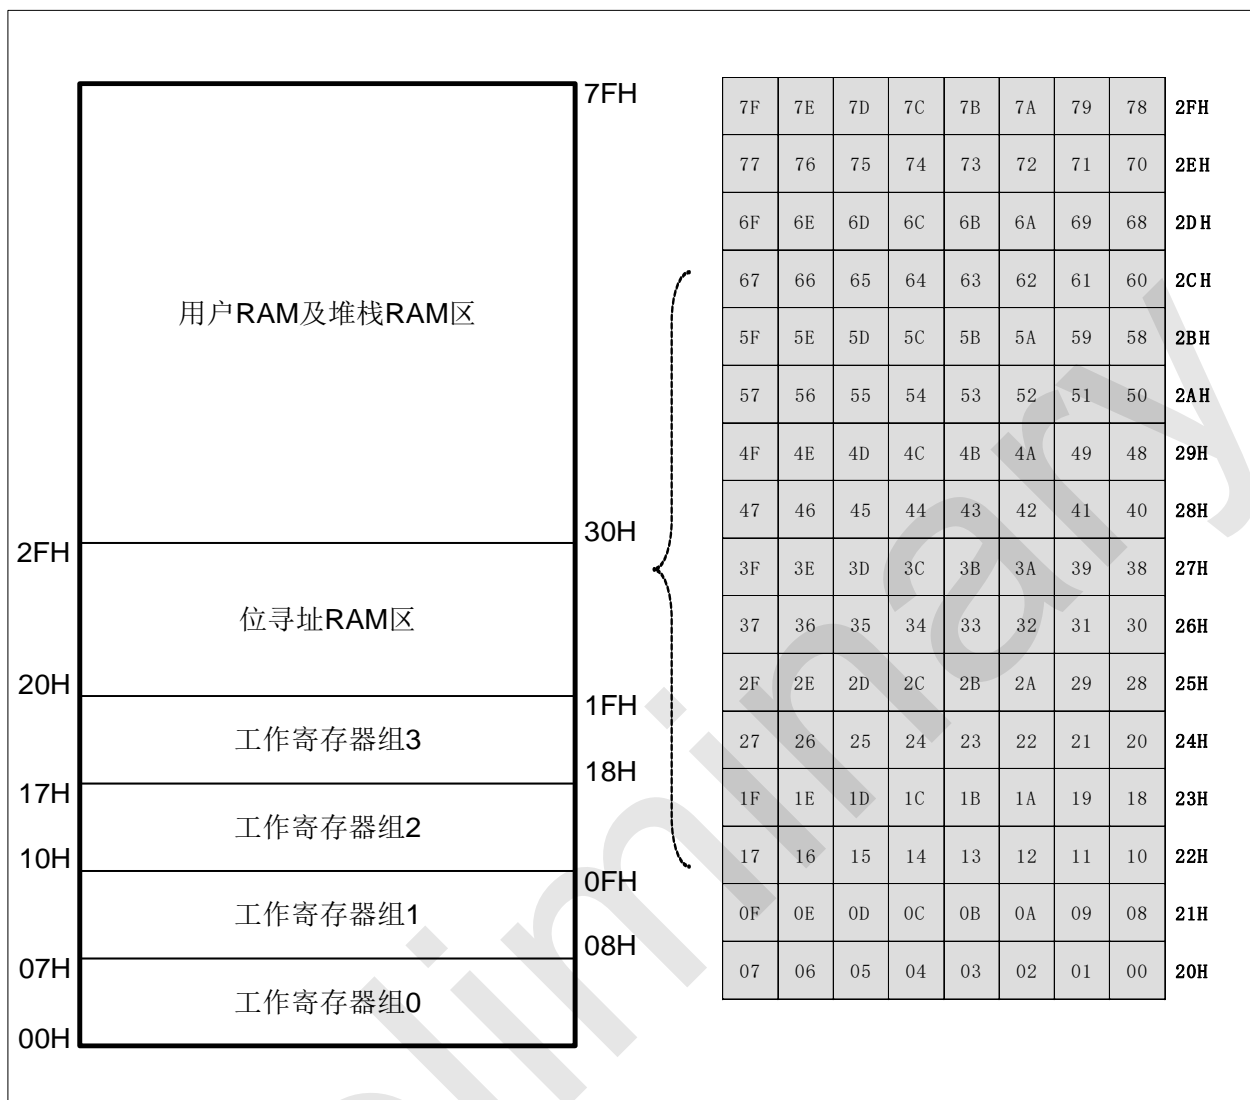 7FH
用户RAM及堆栈RAM区
30H
2FH
位寻址RAM区
20H
1FH
工作寄存器组3
18H
17H
工作寄存器组2
10H
0FH
工作寄存器组1
08H
07H
工作寄存器组0
00H
7F 7E 7D 7C 7B 7A 79 78 2FH
77 76 75 74 73 72 71 70 2EH
6F 6E 6D 6C 6B 6A 69 68 2DH
67 66 65 64 63 62 61 60 2CH
5F 5E 5D 5C 5B 5A 59 58 2BH
57 56 55 54 53 52 51 50 2AH
4F 4E 4D 4C 4B 4A 49 48 29H
47 46 45 44 43 42 41 40 28H
3F 3E 3D 3C 3B 3A 39 38 27H
37 36 35 34 33 32 31 30 26H
2F 2E 2D 2C 2B 2A 29 28 25H
27 26 25 24 23 22 21 20 24H
1F 1E 1D 1C 1B 1A 19 18 23H
17 16 15 14 13 12 11 10 22H
0F 0E 0D 0C 0B 0A 09 08 21H
07 06 05 04 03 02 01 00 20H
eliminary